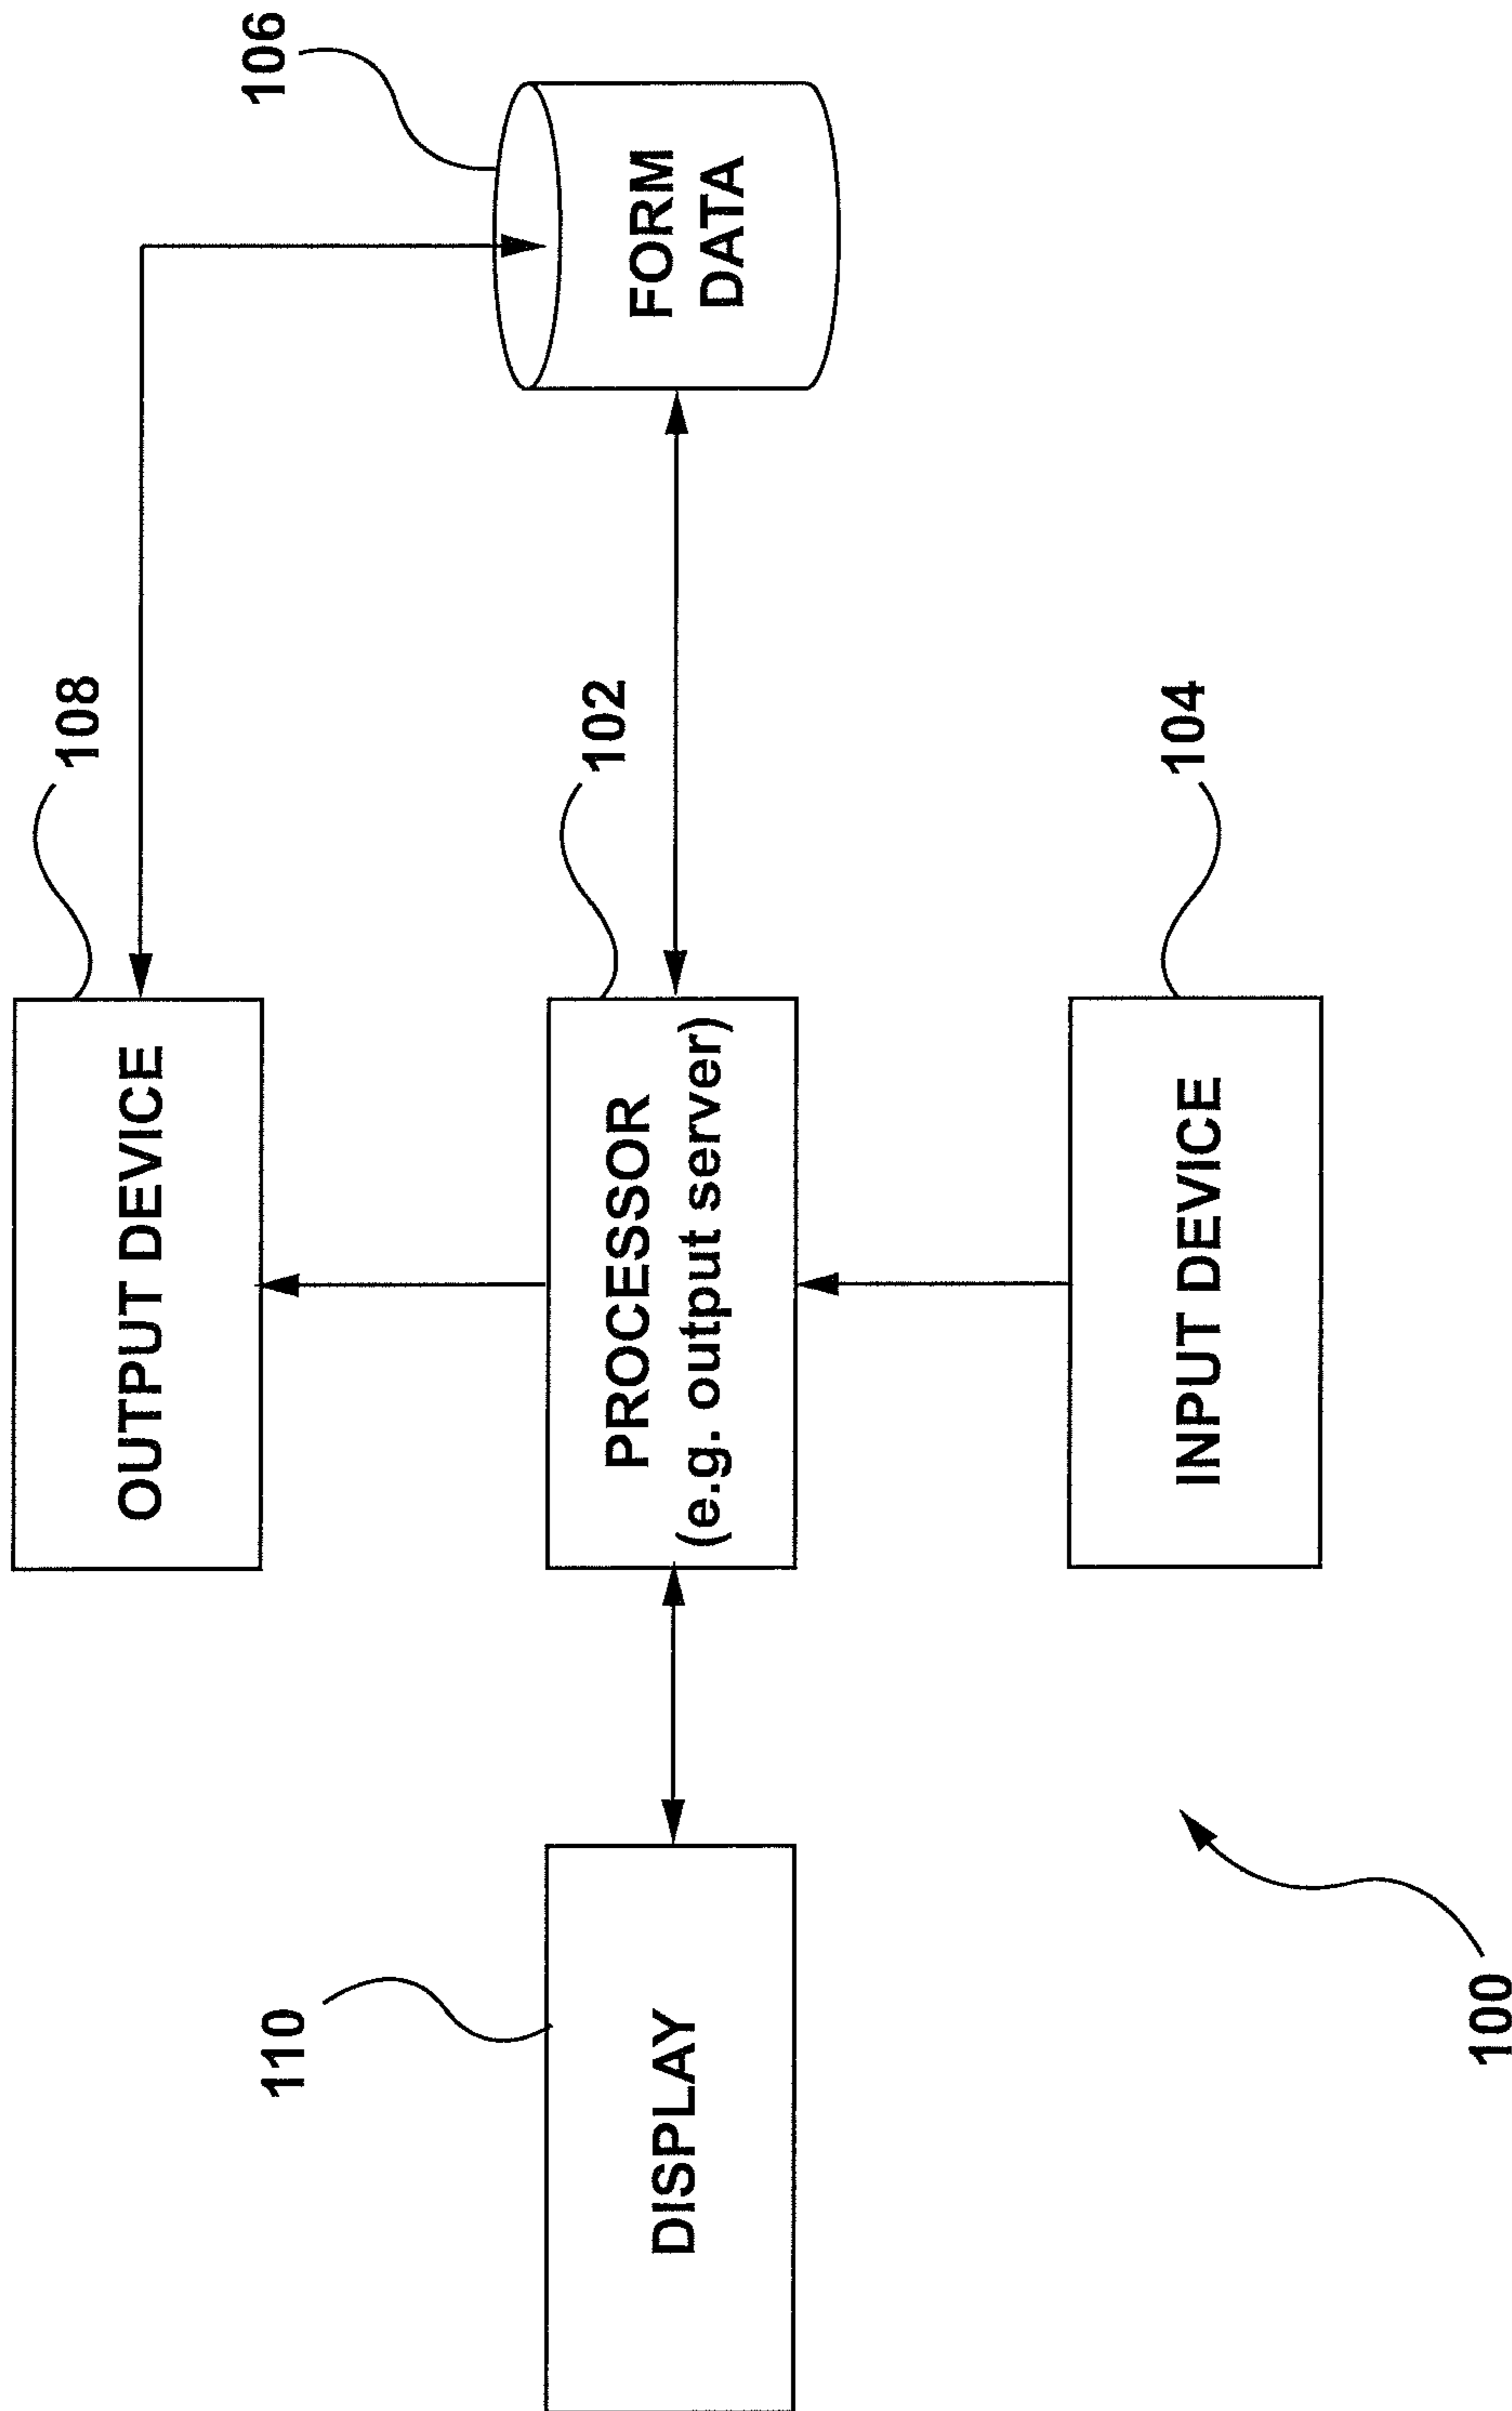 108
OUTPUT DEVICE
106
110
DISPLAY
102
PROCESSOR
(e.g. output server)
FORM
DATA
104
INPUT DEVICE
100